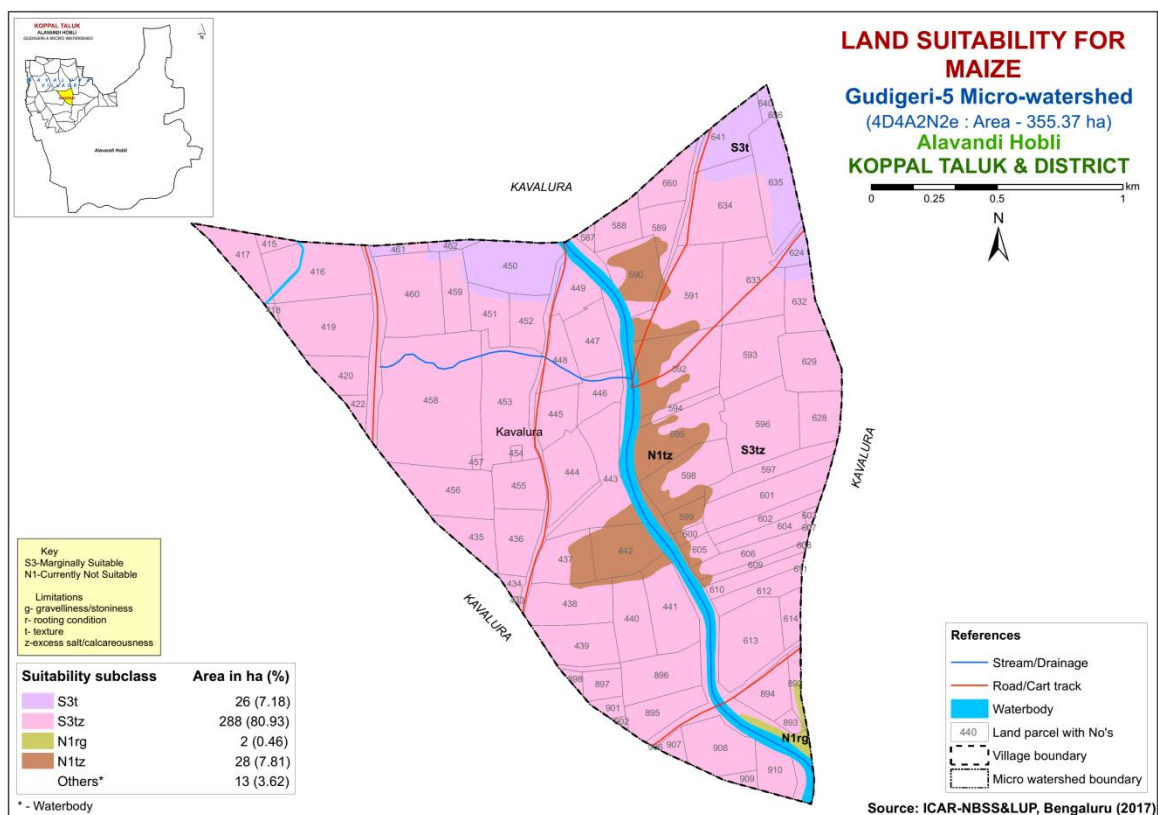 KOPPAL TALUK
ALAVANDI HOBLI
GUDIGERI-5 MICRO WATERSHED
N
KAVALURA
VILLAGE
Alavandi Hobli
LAND SUITABILITY FOR
MAIZE
Gudigeri-5 Micro-watershed
(4D4A2N2e : Area - 355.37 ha)
Alavandi Hobli
KOPPAL TALUK & DISTRICT
km
0 0.25 0.5 1
N
KAVALURA
640
636
641
S3t
660
635
634
588
589
587
415
417
416
461
462
450
624
590
633
449
591
632
460
459
418
451
452
419
447
448
593
629
420
592
458
453
446
422
594
445
628
596
Kavalura
595
454
N1tz
S3tz
457
444
443
598
597
KAVALURA
456
455
601
599
602
604
435
436
600
442
605
606
437
609
434
610
612
438
441
440
614
613
KAVALURA
439
896
898
897
894
901
895
902
893
N1rg
907
908
910
909
Key
S3-Marginally Suitable
N1-Currently Not Suitable
Limitations
g- gravelliness/stoniness
r- rooting condition
t- texture
z-excess salt/calcareousness
Suitability subclass Area in ha (%)
S3t 26 (7.18)
S3tz 288 (80.93)
N1rg 2 (0.46)
N1tz 28 (7.81)
Others* 13 (3.62)
* - Waterbody
References
Stream/Drainage
Road/Cart track
Waterbody
440 Land parcel with No's
Village boundary
Micro watershed boundary
Source: ICAR-NBSS&LUP, Bengaluru (2017)